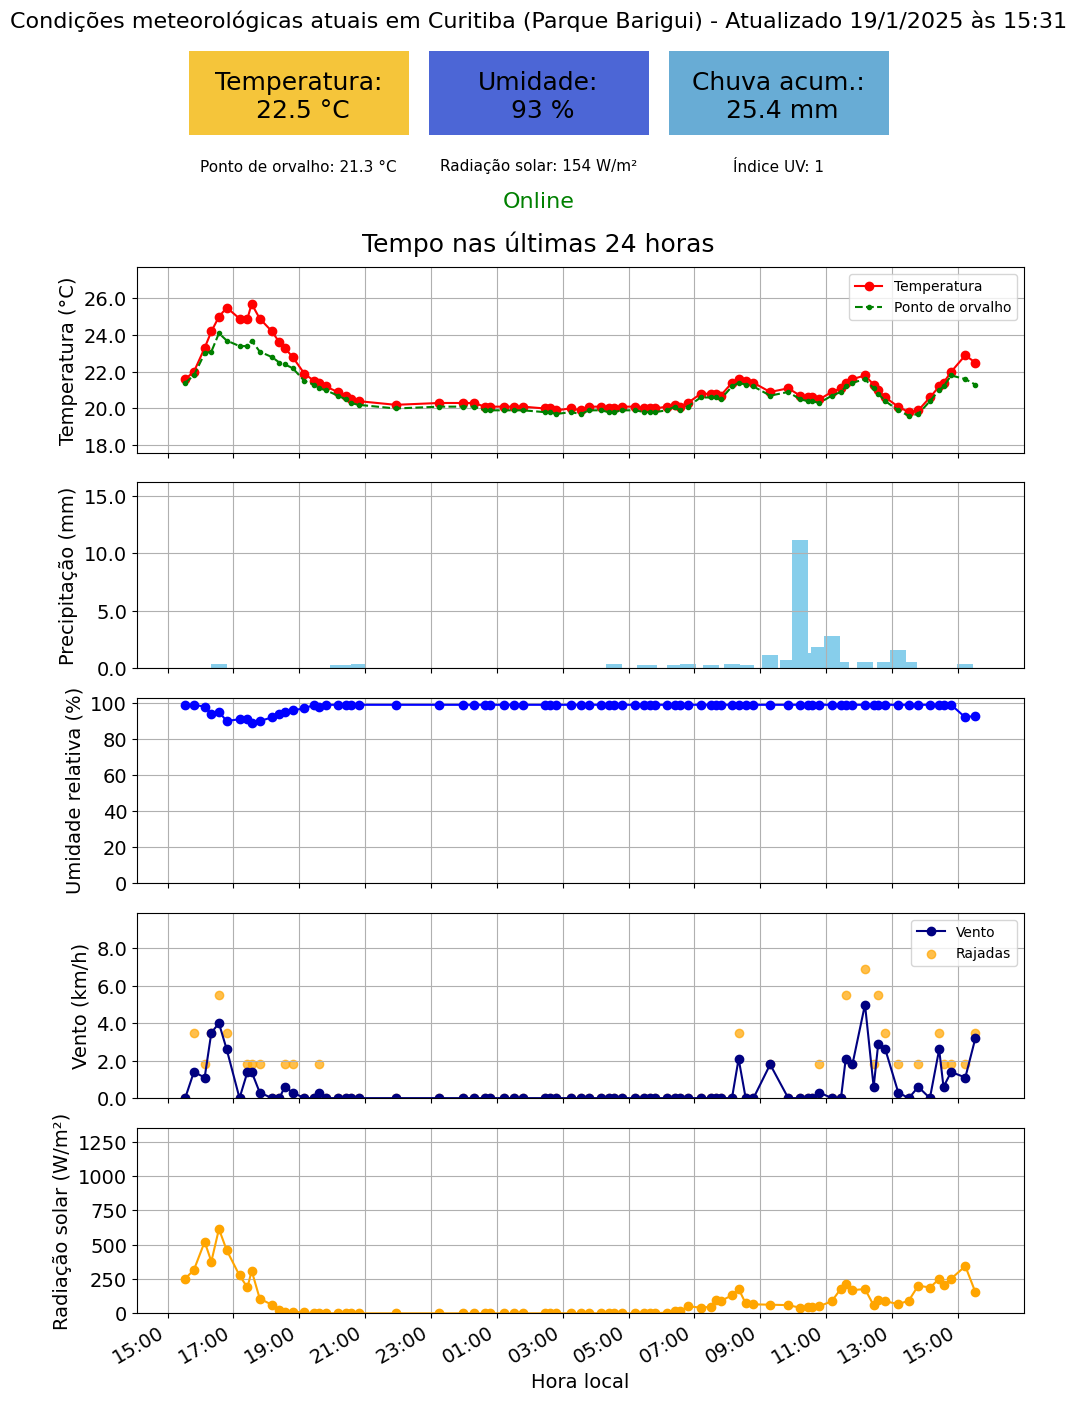 Condições meteorológicas atuais em Curitiba (Parque Barigui) - Atualizado 19/1/2025 às 15:31
Temperatura:
22.5 °C
Umidade:
93 %
Chuva acum.:
25.4 mm
Ponto de orvalho: 21.3 °C
Radiação solar: 154 W/m²
Índice UV: 1
Online
Tempo nas últimas 24 horas
Temperatura (°C)
26.0
24.0
22.0
20.0
18.0
Temperatura
Ponto de orvalho
Precipitação (mm)
15.0
10.0
5.0
0.0
Umidade relativa (%)
100
80
60
40
20
0
Vento (km/h)
8.0
6.0
4.0
2.0
0.0
Vento
Rajadas
Radiação solar (W/m²)
1250
1000
750
500
250
0
15:00
17:00
19:00
21:00
23:00
01:00
03:00
05:00
07:00
09:00
11:00
13:00
15:00
Hora local